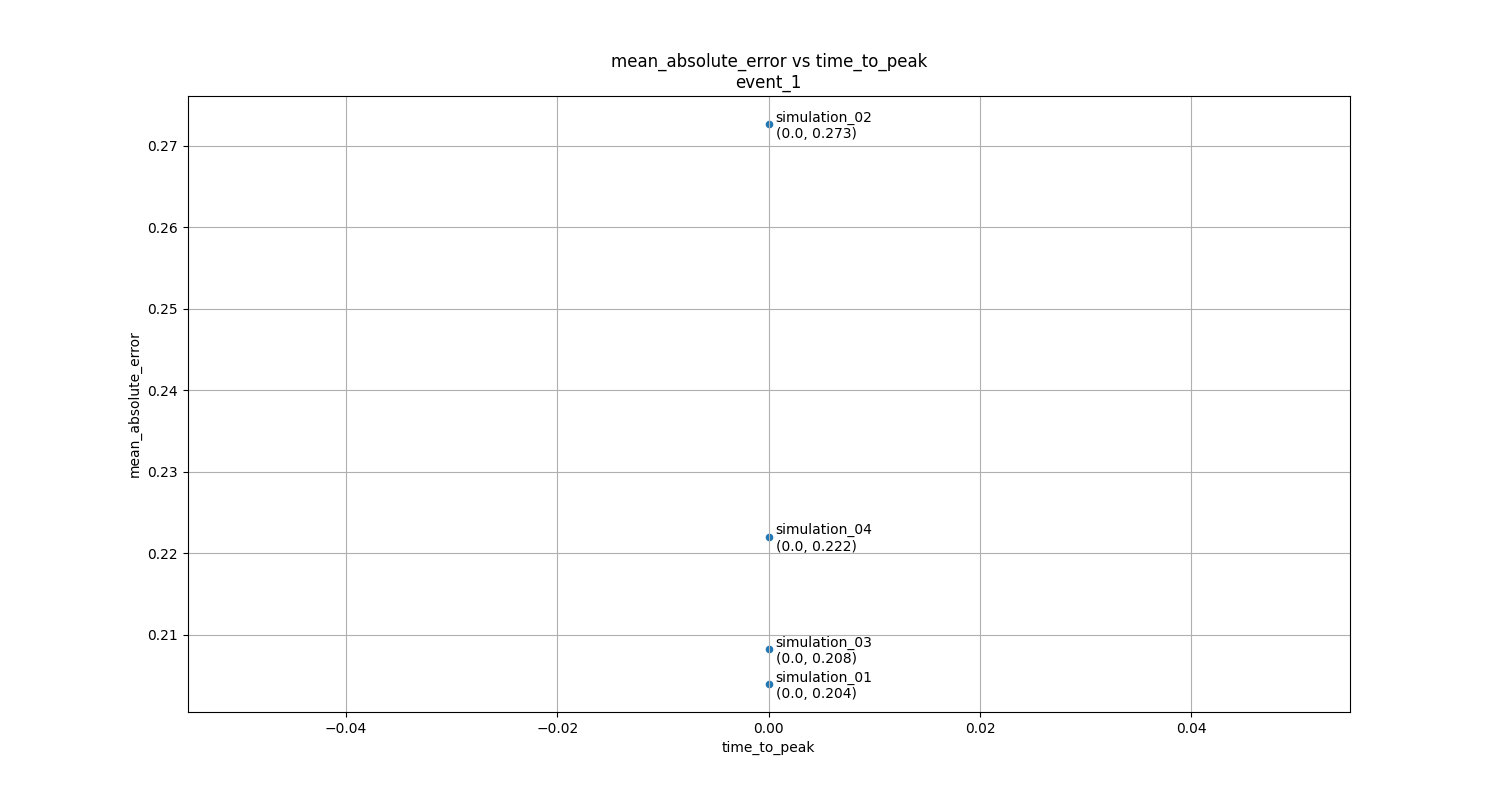 mean_absolute_error vs time_to_peak
event_1
simulation_02
(0.0, 0.273)
0.27
0.26
0.25
0.24
0.23
simulation_04
(0.0, 0.222)
0.22
0.21
simulation_03
(0.0, 0.208)
simulation_01
(0.0, 0.204)
mean_absolute_error
−0.04 −0.02 0.00 0.02 0.04
time_to_peak